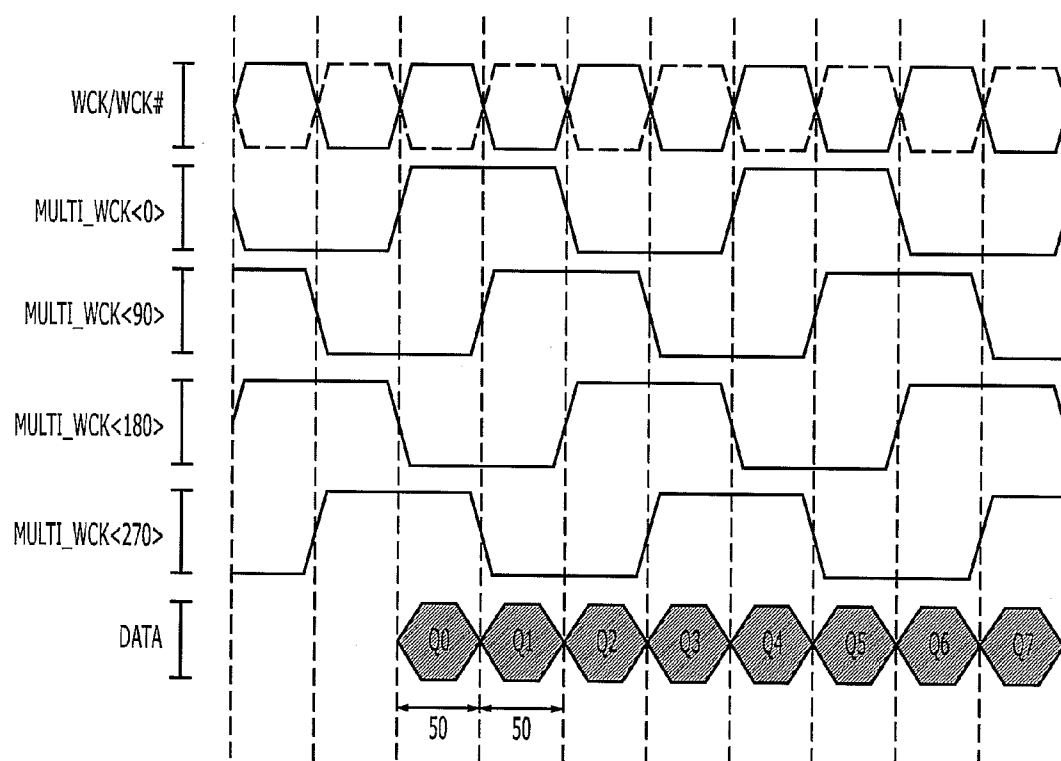 WCK/WCK#
MULTI_WCK<0>
MULTI_WCK<90>
MULTI_WCK<180>
MULTI_WCK<270>
DATA
Q0 Q1 Q2 Q3 Q4 Q5 Q6 Q7
50 50